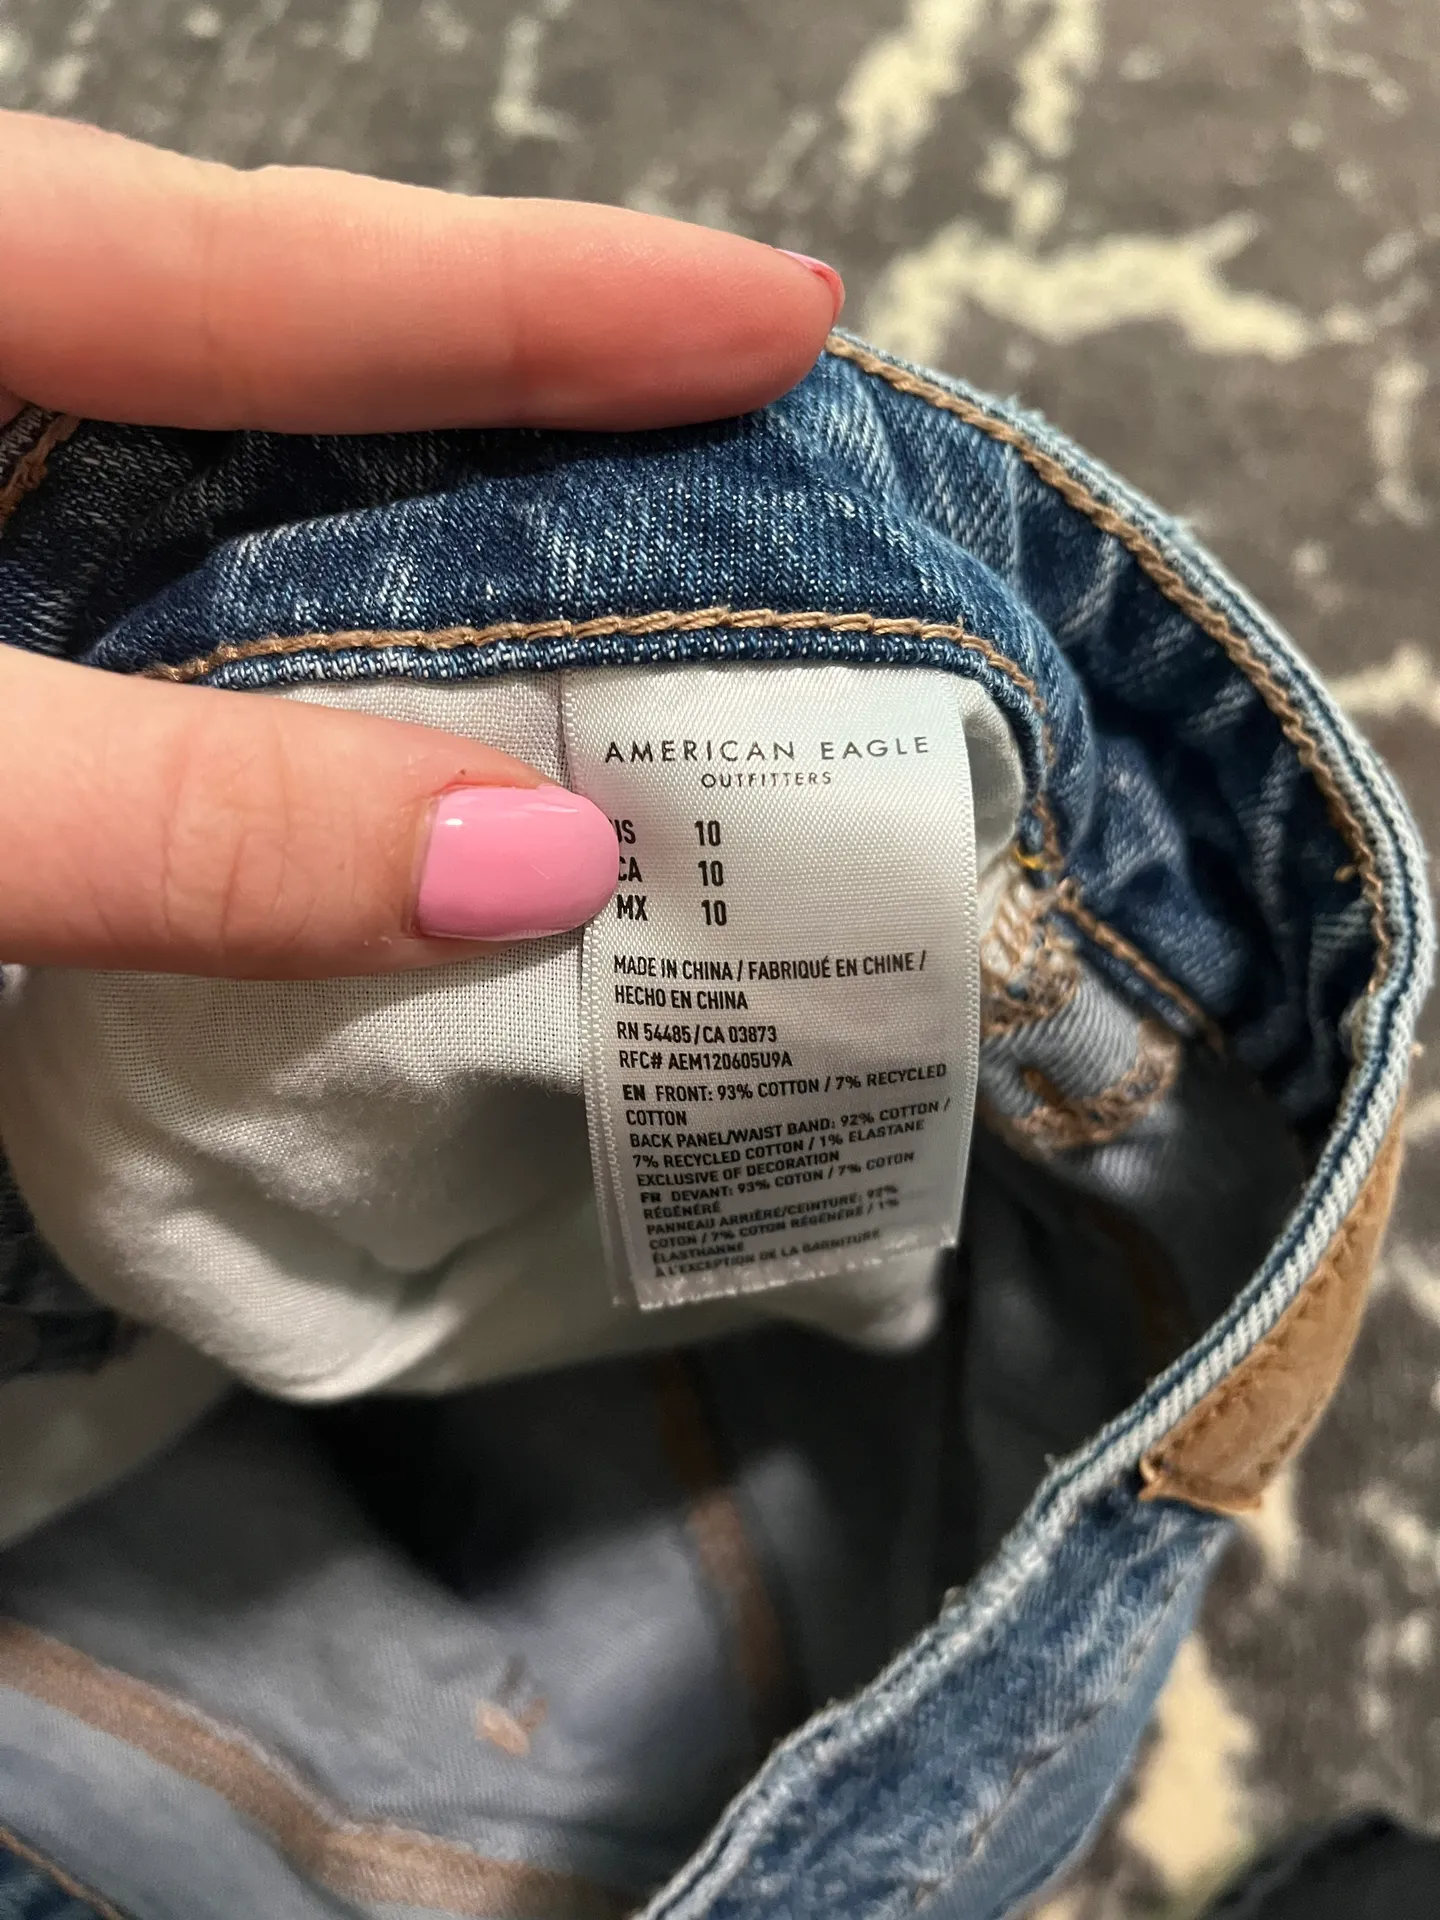 AMERICAN EAGLE
OUTFITTERS
US 10
CA 10
MX 10
MADE IN CHINA / FABRIQUÉ EN CHINE /
HECHO EN CHINA
RN 54485/CA 03873
RFC# AEM120605U9A
EN FRONT: 93% COTTON / 7% RECYCLED
COTTON
BACK PANEL/WAIST BAND: 92% COTTON /
7% RECYCLED COTTON / 1% ELASTANE
EXCLUSIVE OF DECORATION
FR DEVANT: 93% COTON / 7% COTON
RÉGÉNÉRÉ
PANNEAU ARRIÈRE/CEINTURE: 92%
COTON / 7% COTON RÉGÉNÉRÉ / 1%
ÉLASTHANNE
À L'EXCEPTION DE LA GARNITURE